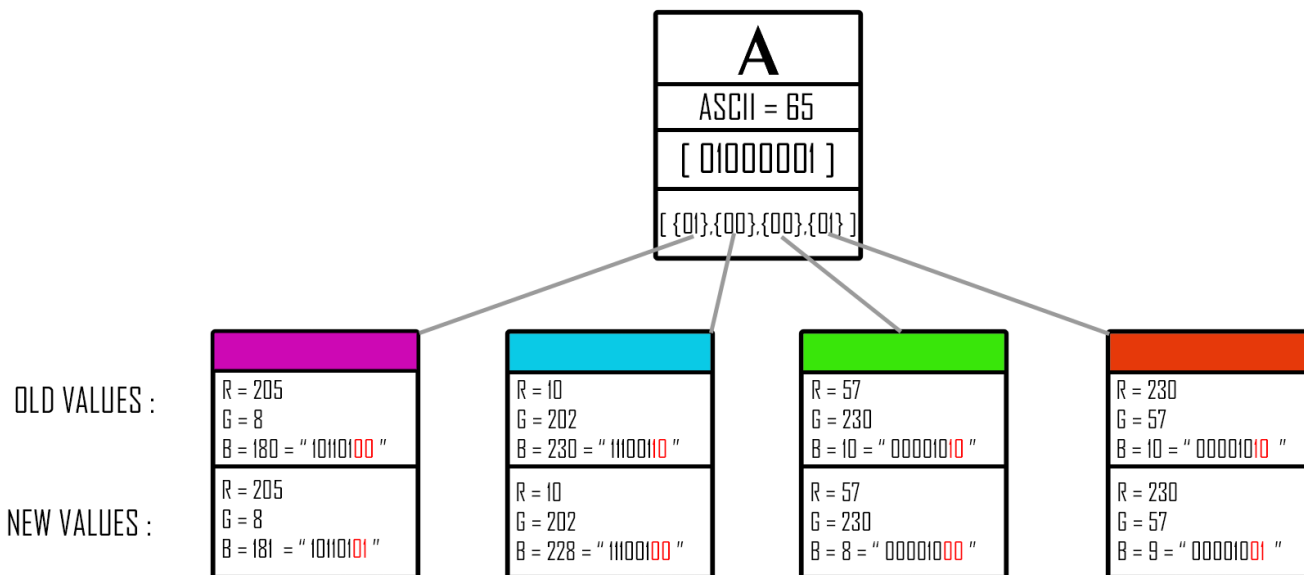 A
ASCII = 65
[ 01000001 ]
[ {01},{00},{00},{01} ]
OLD VALUES :
R = 205
G = 8
B = 180 = “ 10110100 ”
R = 10
G = 202
B = 230 = “ 11100110 ”
R = 57
G = 230
B = 10 = “ 00001010 ”
R = 230
G = 57
B = 10 = “ 00001010 ”
NEW VALUES :
R = 205
G = 8
B = 181 = “ 10110101 ”
R = 10
G = 202
B = 228 = “ 11100100 ”
R = 57
G = 230
B = 8 = “ 00001000 ”
R = 230
G = 57
B = 9 = “ 00001001 ”